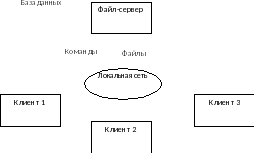 База данных
Файл-сервер
Команды
Файлы
Локальная сеть
Клиент 1
Клиент 3
Клиент 2